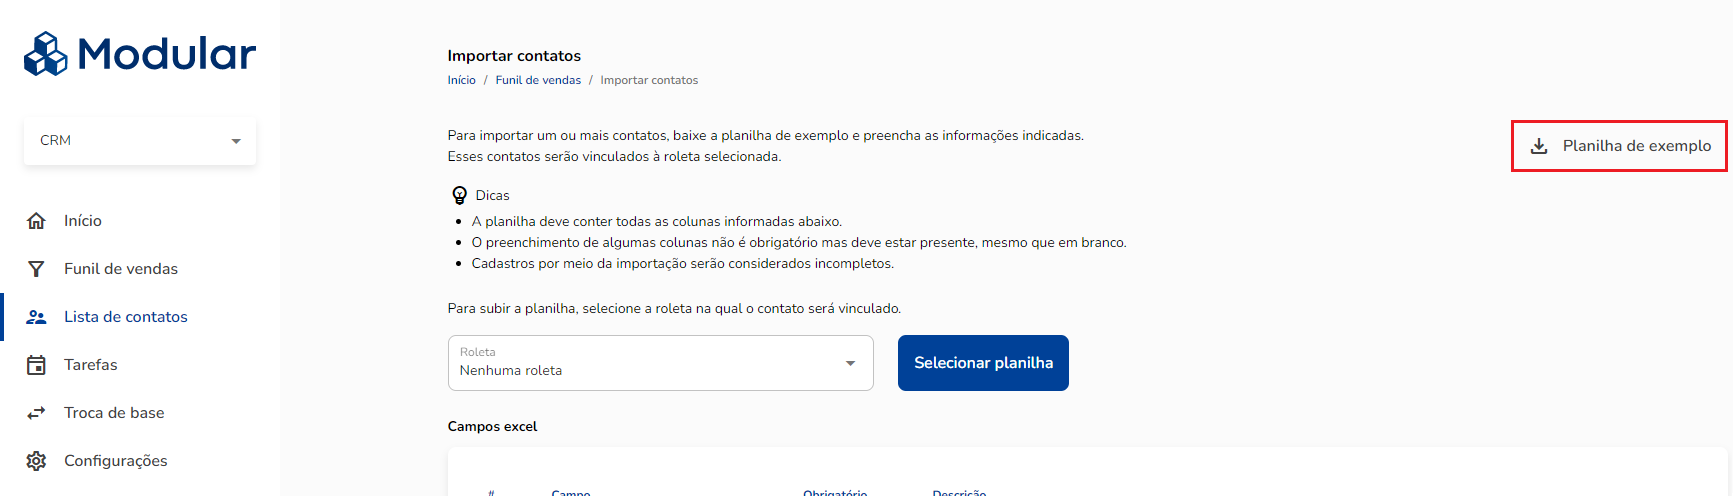 Modular
CRM
Início
Funil de vendas
Lista de contatos
Tarefas
Troca de base
Configurações
Importar contatos
Início / Funil de vendas / Importar contatos
Para importar um ou mais contatos, baixe a planilha de exemplo e preencha as informações indicadas.
Esses contatos serão vinculados à roleta selecionada.
Planilha de exemplo
Dicas
• A planilha deve conter todas as colunas informadas abaixo.
• O preenchimento de algumas colunas não é obrigatório mas deve estar presente, mesmo que em branco.
• Cadastros por meio da importação serão considerados incompletos.
Para subir a planilha, selecione a roleta na qual o contato será vinculado.
Roleta
Nenhuma roleta
Selecionar planilha
Campos excel
# Campo Obrigatório Descrição